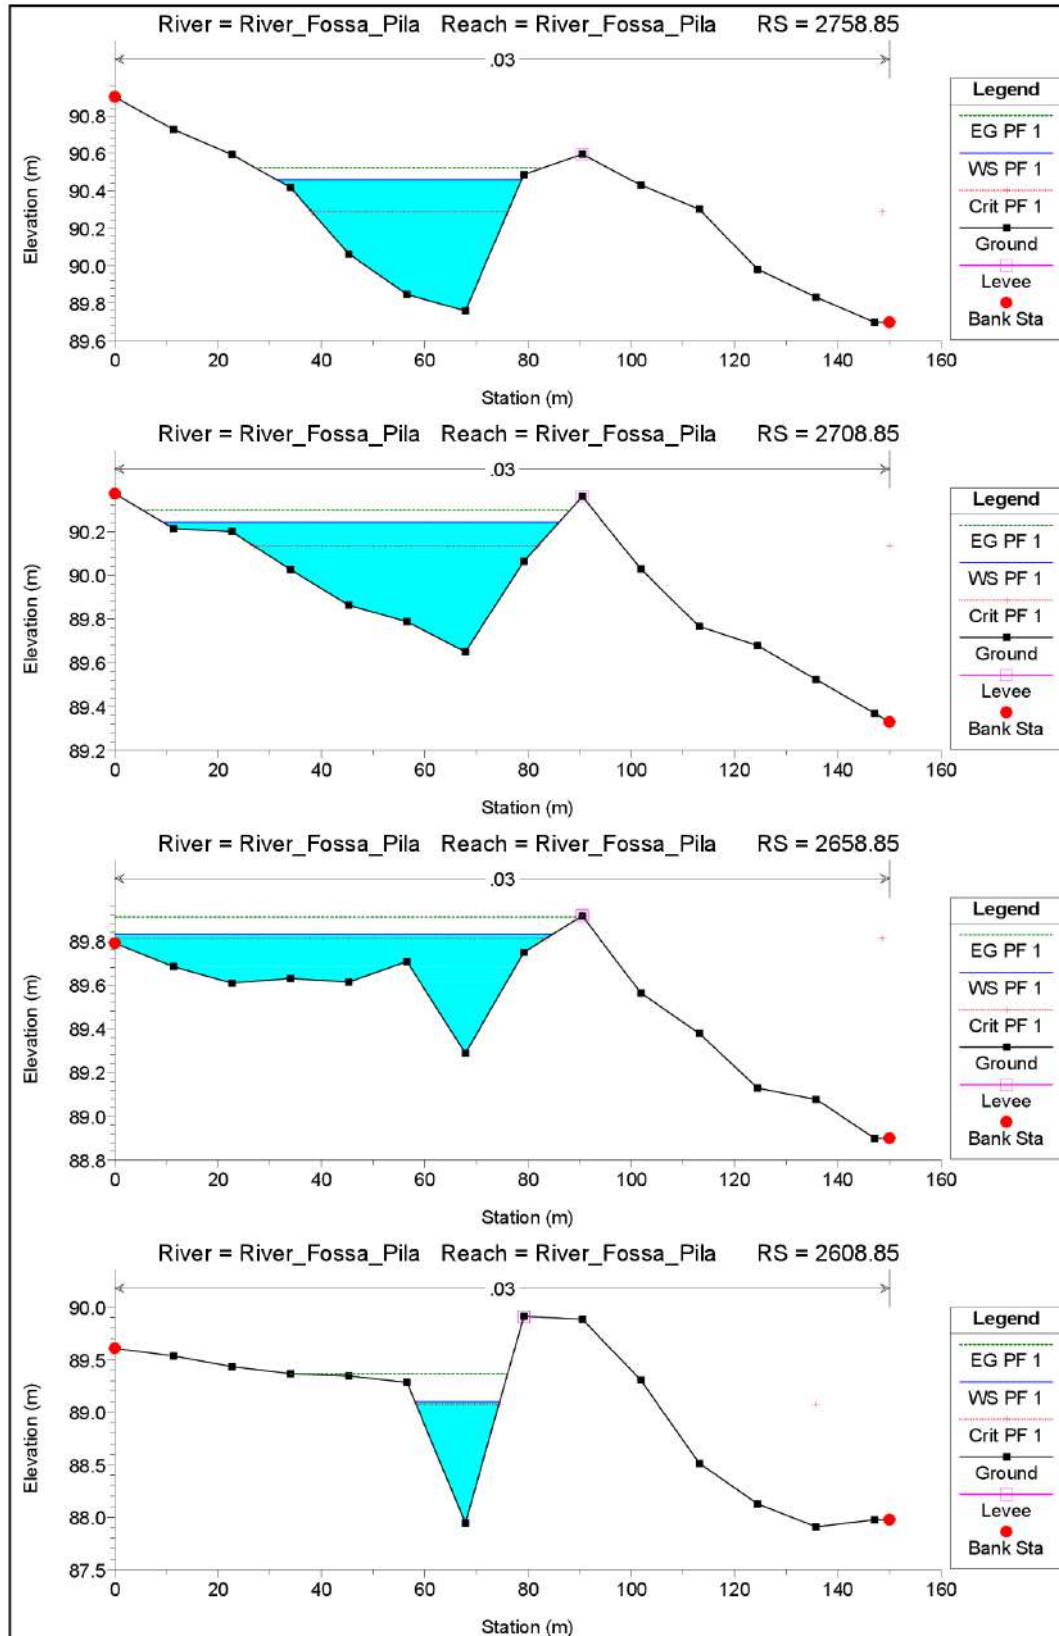 River = River_Fossa_Pila Reach = River_Fossa_Pila RS = 2758.85
.03
Legend
EG PF 1
WS PF 1
Crit PF 1
Ground
Levee
Bank Sta
Elevation (m)
90.8
90.6
90.4
90.2
90.0
89.8
89.6
0 20 40 60 80 100 120 140 160
Station (m)
River = River_Fossa_Pila Reach = River_Fossa_Pila RS = 2708.85
.03
Legend
EG PF 1
WS PF 1
Crit PF 1
Ground
Levee
Bank Sta
Elevation (m)
90.2
90.0
89.8
89.6
89.4
89.2
0 20 40 60 80 100 120 140 160
Station (m)
River = River_Fossa_Pila Reach = River_Fossa_Pila RS = 2658.85
.03
Legend
EG PF 1
WS PF 1
Crit PF 1
Ground
Levee
Bank Sta
Elevation (m)
89.8
89.6
89.4
89.2
89.0
88.8
0 20 40 60 80 100 120 140 160
Station (m)
River = River_Fossa_Pila Reach = River_Fossa_Pila RS = 2608.85
.03
Legend
EG PF 1
WS PF 1
Crit PF 1
Ground
Levee
Bank Sta
Elevation (m)
90.0
89.5
89.0
88.5
88.0
87.5
0 20 40 60 80 100 120 140 160
Station (m)